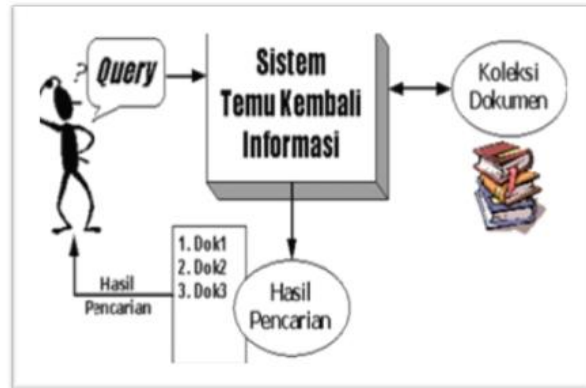 ?
Query
Sistem
Temu Kembali
Informasi
Koleksi
Dokumen
1. Dok1
2. Dok2
3. Dok3
Hasil
Pencarian
Hasil
Pencarian